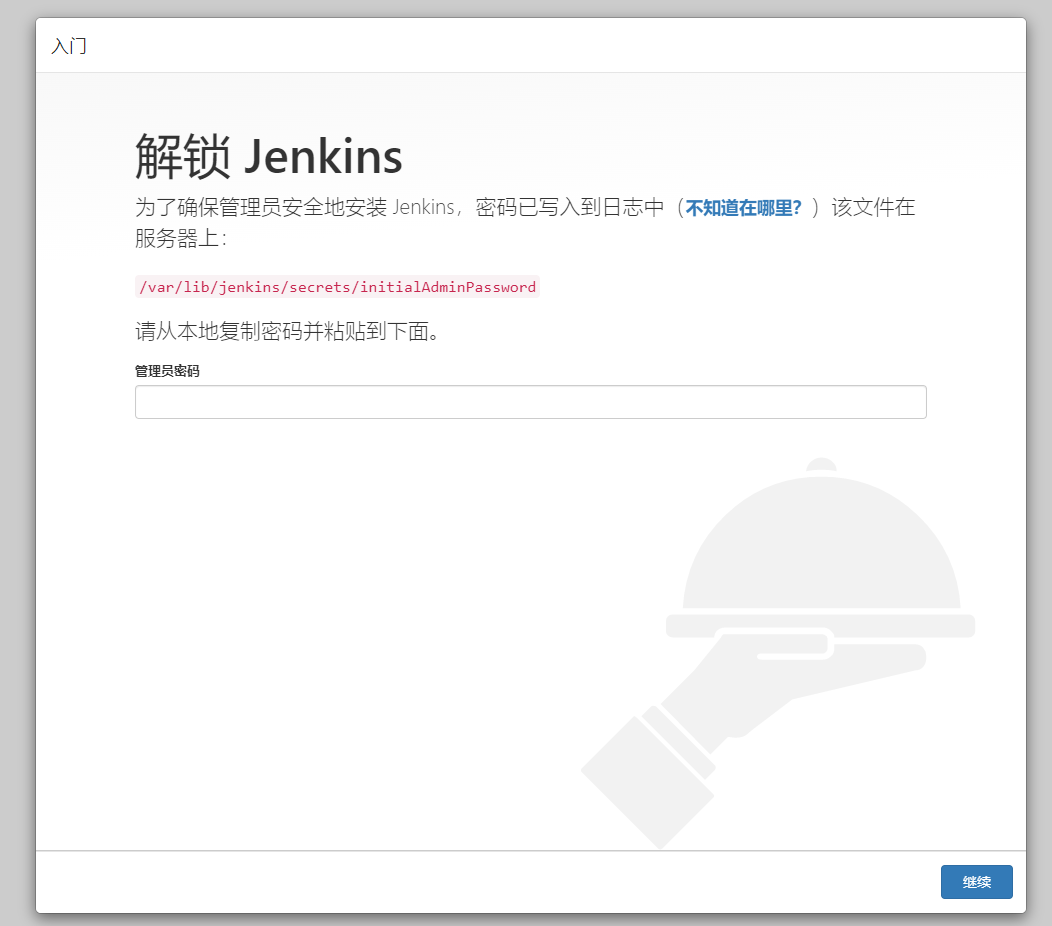 入门
解锁 Jenkins
为了确保管理员安全地安装 Jenkins，密码已写入到日志中（不知道在哪里？）该文件在
服务器上：
/var/lib/jenkins/secrets/initialAdminPassword
请从本地复制密码并粘贴到下面。
管理员密码
继续